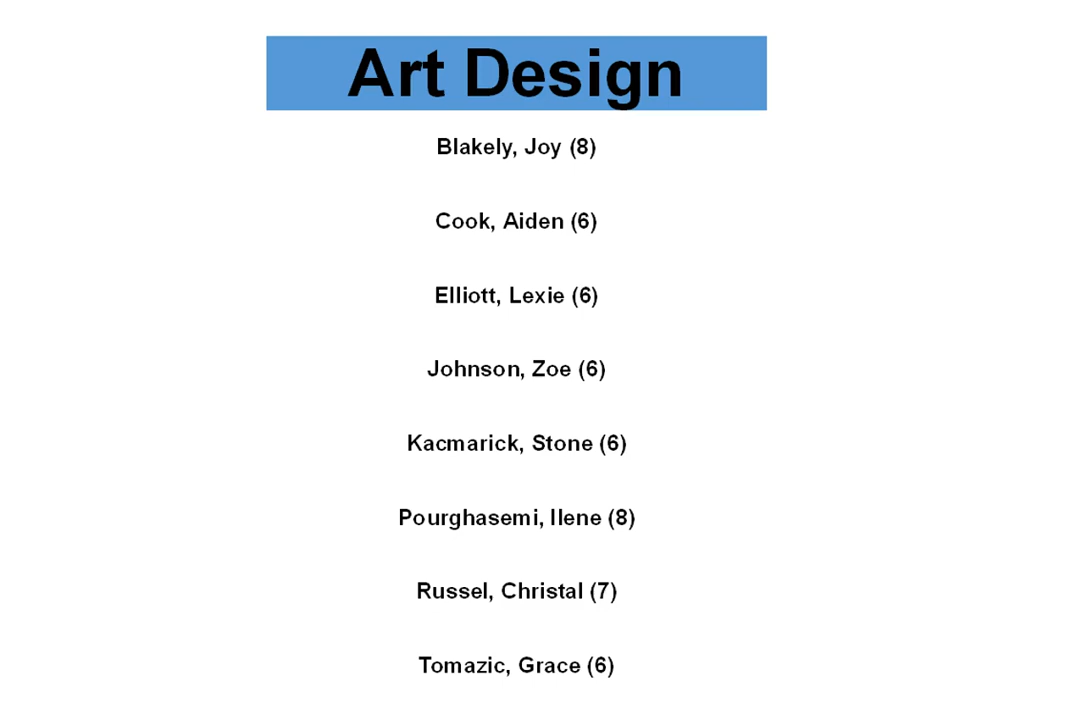 Art Design
Blakely, Joy (8)
Cook, Aiden (6)
Elliott, Lexie (6)
Johnson, Zoe (6)
Kacmarick, Stone (6)
Pourghasemi, Ilene (8)
Russel, Christal (7)
Tomazic, Grace (6)